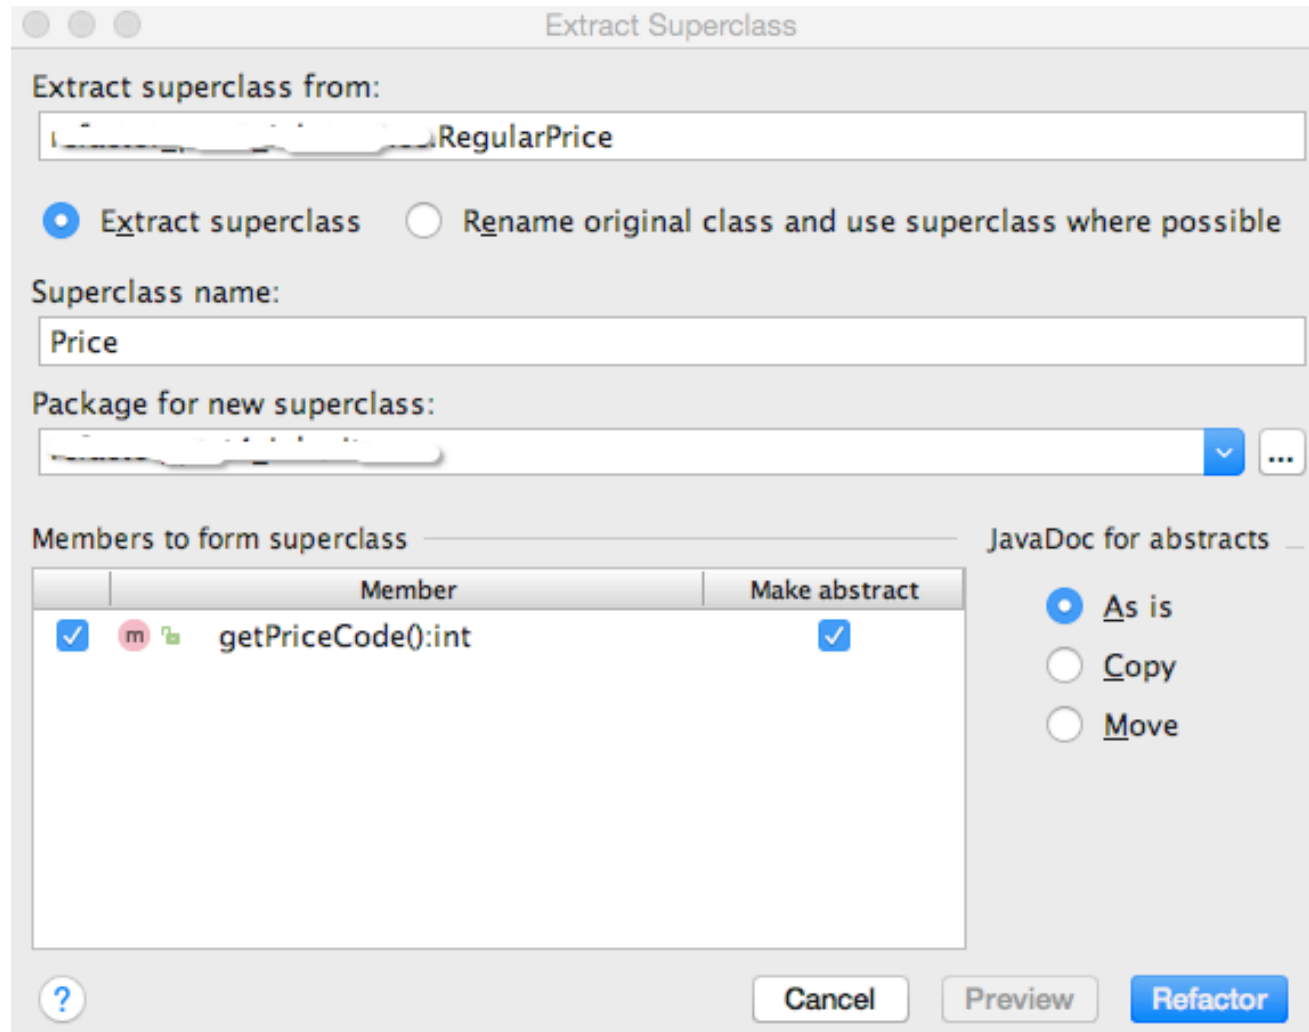 Extract Superclass
Extract superclass from:
.RegularPrice
Extract superclass Rename original class and use superclass where possible
Superclass name:
Price
Package for new superclass:
...
Members to form superclass JavaDoc for abstracts
Member Make abstract
m getPriceCode():int
As is
Copy
Move
? Cancel Preview Refactor